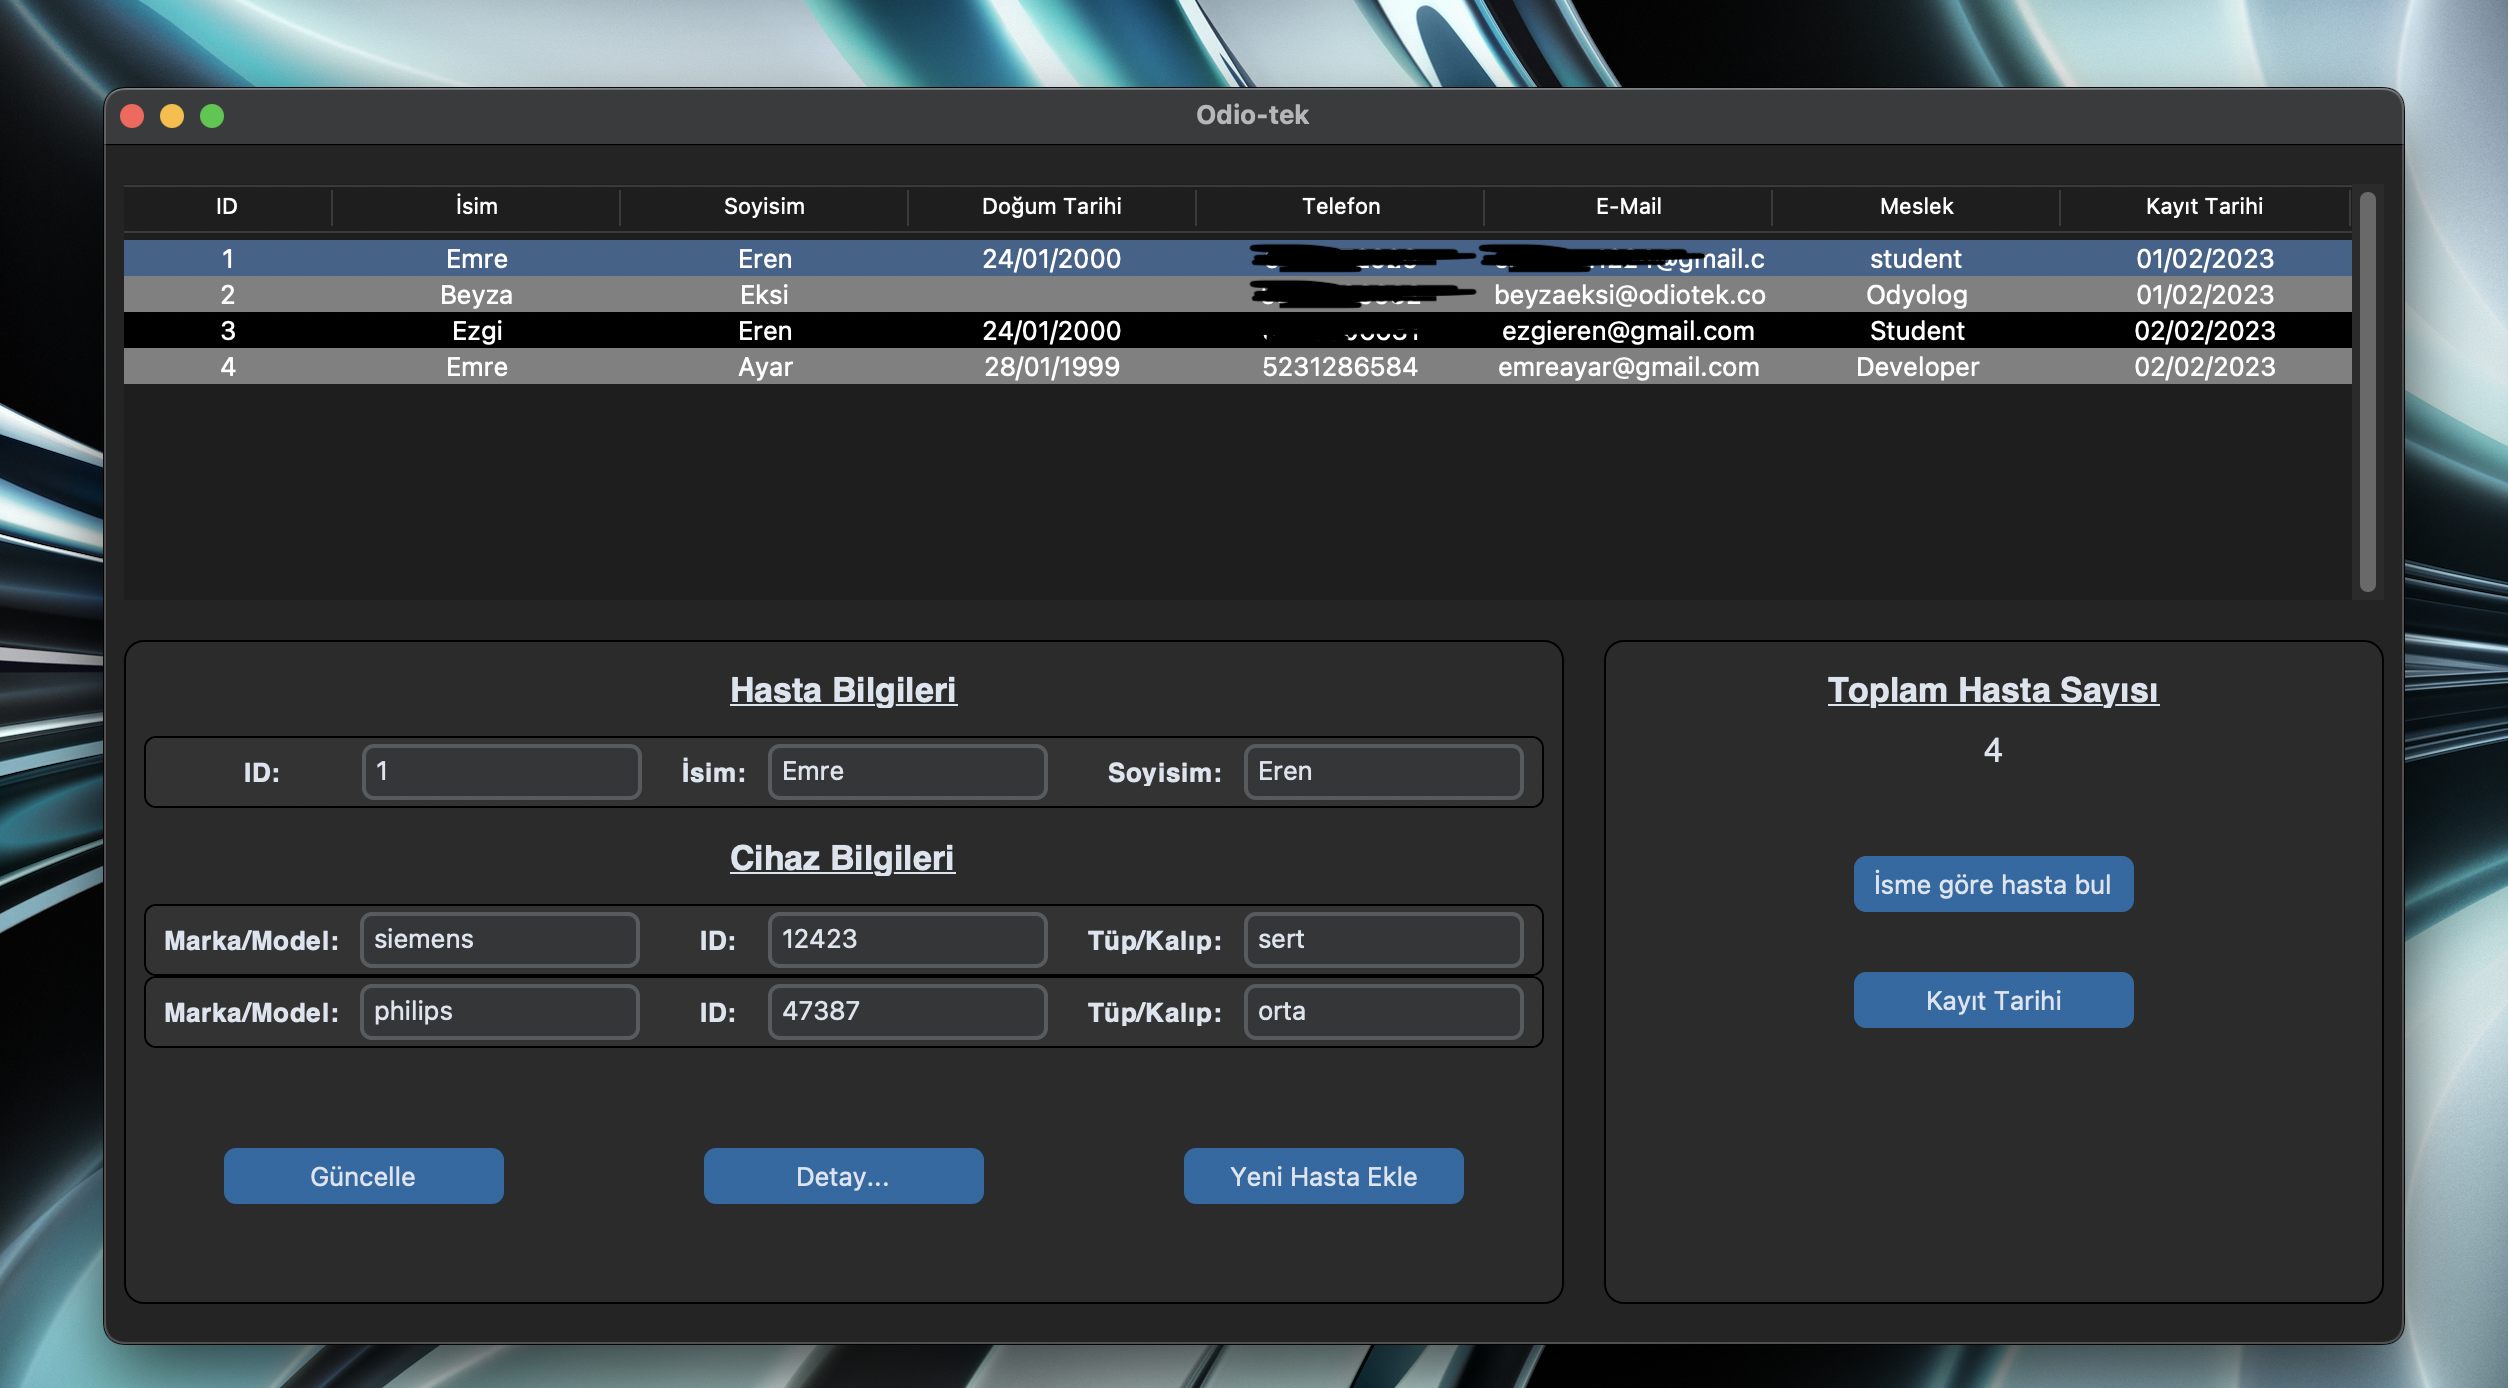 Odio-tek
ID İsim Soyisim Doğum Tarihi Telefon E-Mail Meslek Kayıt Tarihi
1 Emre Eren 24/01/2000 @gmail.c student 01/02/2023
2 Beyza Eksi beyzaeksi@odiotek.co Odyolog 01/02/2023
3 Ezgi Eren 24/01/2000 ezgieren@gmail.com Student 02/02/2023
4 Emre Ayar 28/01/1999 5231286584 emreayar@gmail.com Developer 02/02/2023
Hasta Bilgileri
ID: 1 İsim: Emre Soyisim: Eren
Cihaz Bilgileri
Marka/Model: siemens ID: 12423 Tüp/Kalıp: sert
Marka/Model: philips ID: 47387 Tüp/Kalıp: orta
Güncelle Detay... Yeni Hasta Ekle
Toplam Hasta Sayısı
4
İsme göre hasta bul
Kayıt Tarihi